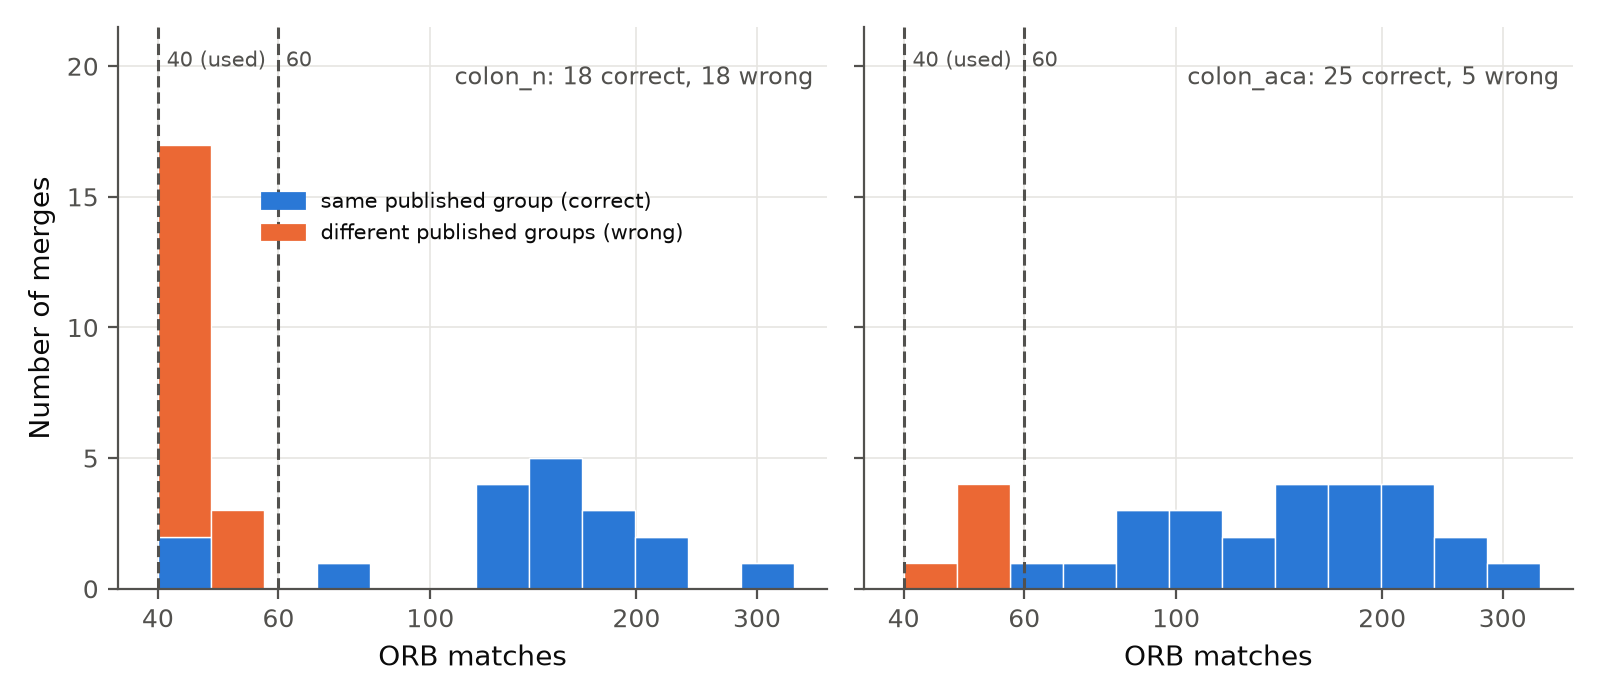 40 (used)
60
colon_n: 18 correct, 18 wrong
same published group (correct)
different published groups (wrong)
Number of merges
20
15
10
5
0
40
60
100
200
300
ORB matches
40 (used)
60
colon_aca: 25 correct, 5 wrong
40
60
100
200
300
ORB matches